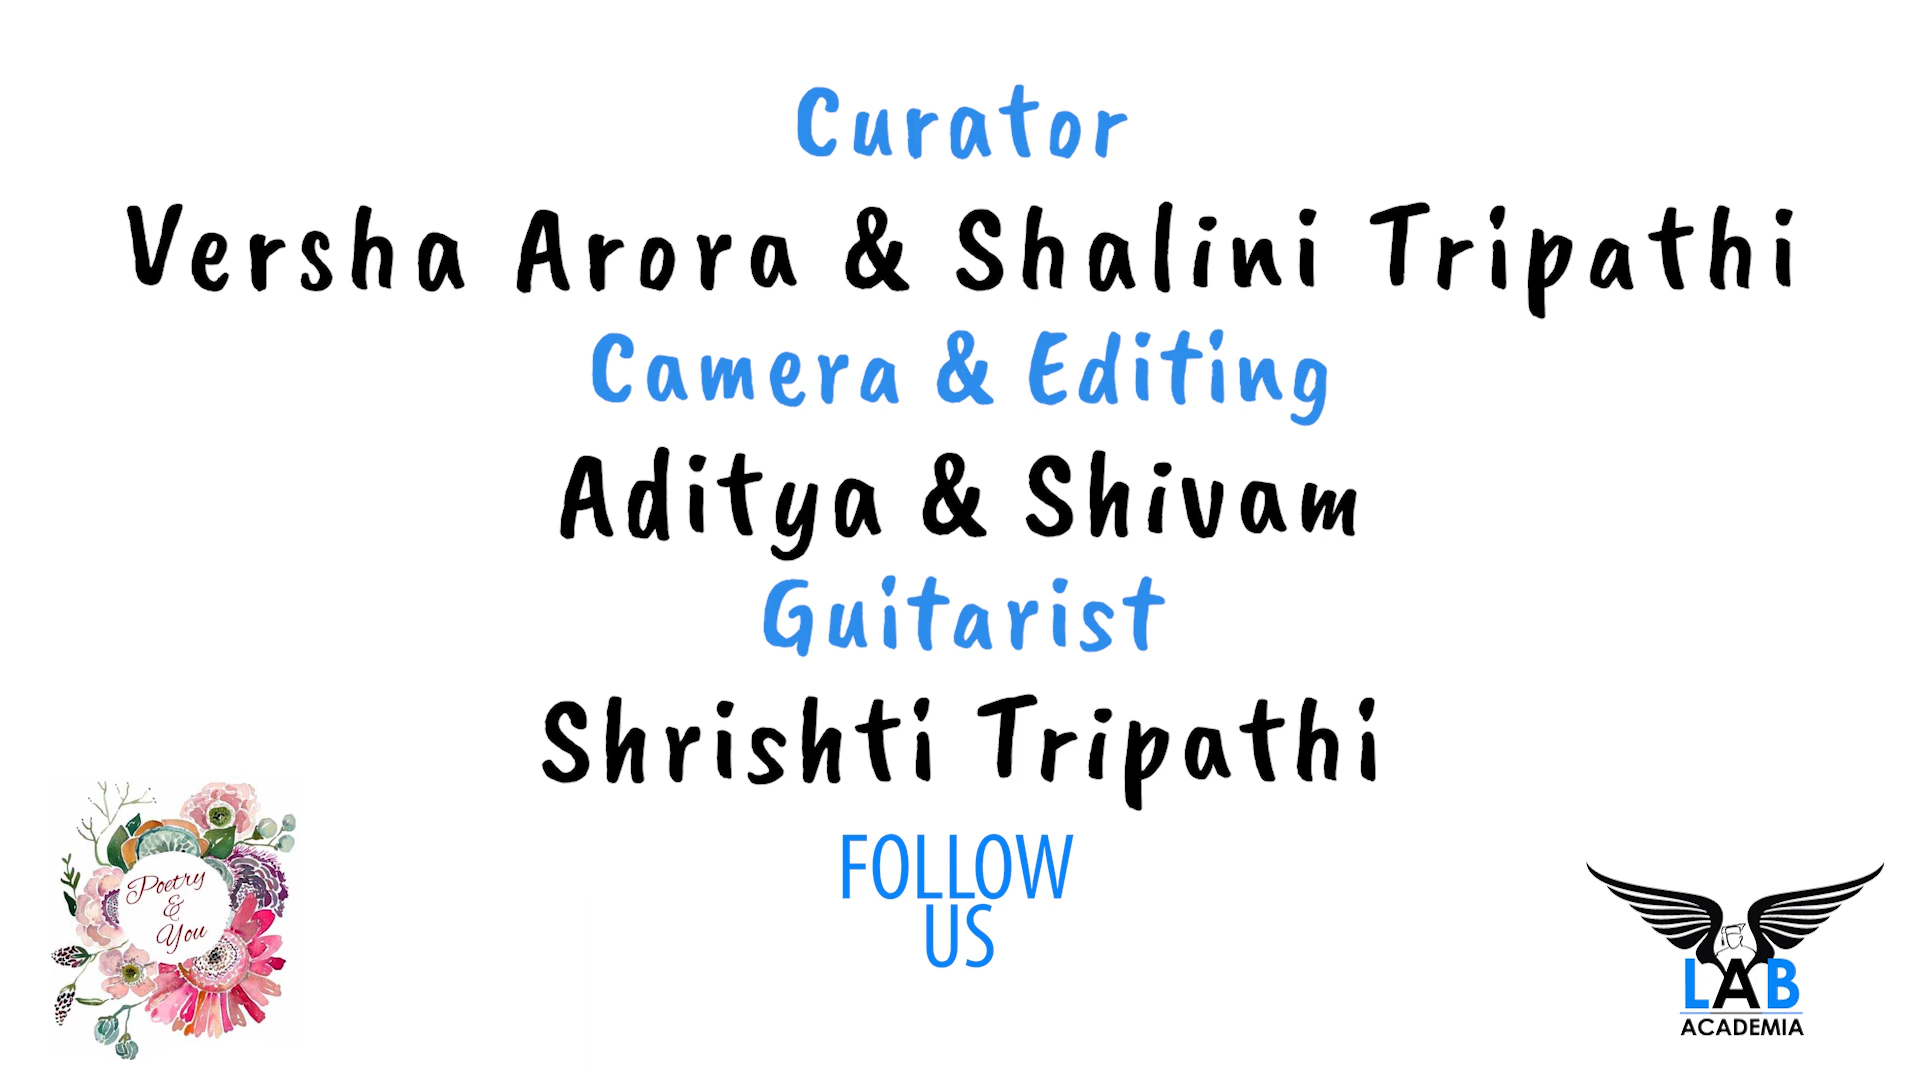 Curator
Versha Arora & Shalini Tripathi
Camera & Editing
Aditya & Shivam
Guitarist
Shrishti Tripathi
FOLLOW
US
Poetry
&
You
LAB
ACADEMIA